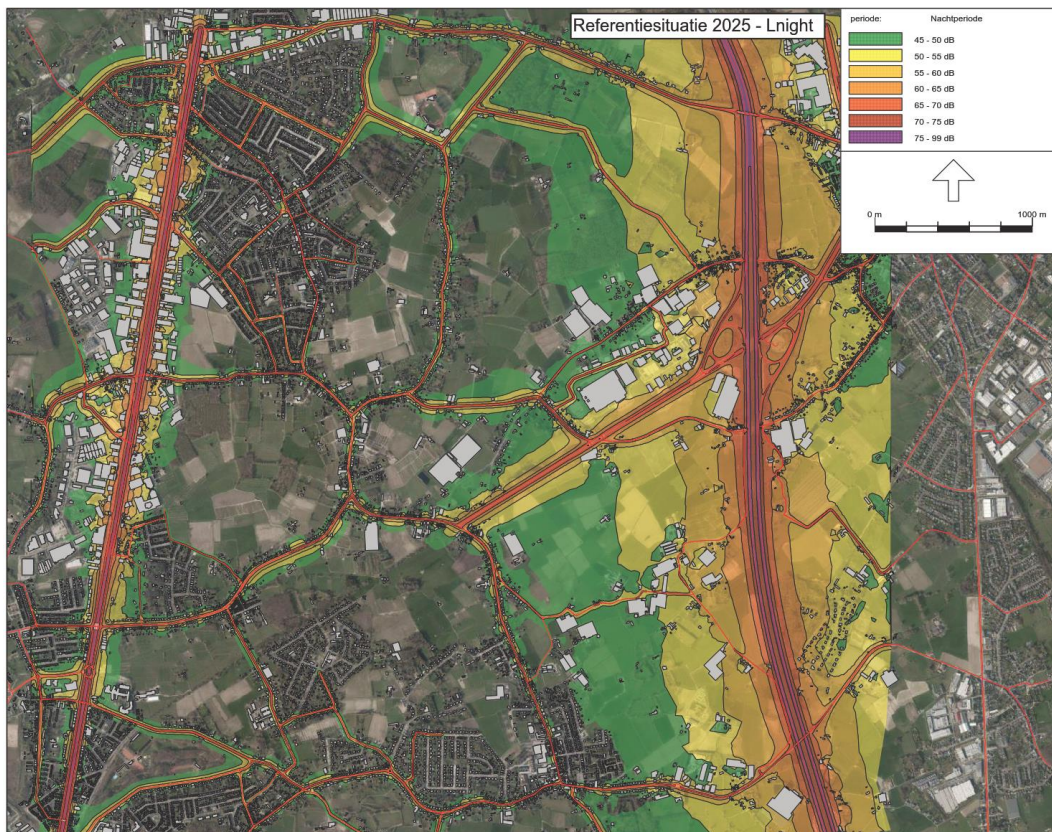 Referentiesituatie 2025 - Lnight
periode: Nachtperiode
45 - 50 dB
50 - 55 dB
55 - 60 dB
60 - 65 dB
65 - 70 dB
70 - 75 dB
75 - 99 dB
0 m 1000 m